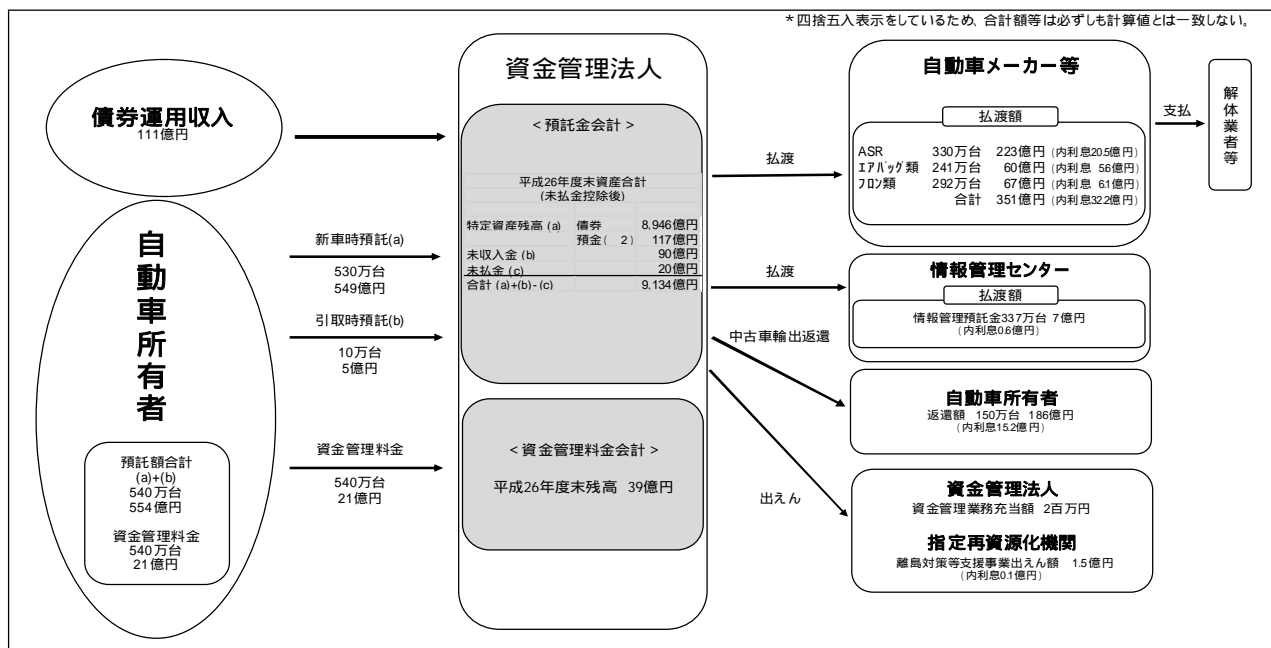 *四捨五入表示をしているため、合計額等は必ずしも計算値とは一致しない。
債券運用収入
111億円
自動車所有者
預託額合計
(a)+(b)
540万台
554億円
資金管理料金
540万台
21億円
新車時預託(a)
530万台
549億円
引取時預託(b)
10万台
5億円
資金管理料金
540万台
21億円
資金管理法人
<預託金会計>
平成26年度末資産合計
(未払金控除後)
特定資産残高(a) 債券 8,946億円
預金( 2) 117億円
未収入金(b) 90億円
未払金(c) 20億円
合計(a)+(b)-(c) 9,134億円
<資金管理料金会計>
平成26年度末残高 39億円
払渡
払渡
中古車輸出返還
出えん
自動車メーカー等
払渡額
ASR 330万台 223億円 (内利息20.5億円)
エアバッグ類 241万台 60億円 (内利息 5.6億円)
フロン類 292万台 67億円 (内利息 6.1億円)
合計 351億円 (内利息32.2億円)
支払
解体業者等
情報管理センター
払渡額
情報管理預託金337万台 7億円
(内利息0.6億円)
自動車所有者
返還額 150万台 186億円
(内利息15.2億円)
資金管理法人
資金管理業務充当額 2百万円
指定再資源化機関
離島対策等支援事業出えん額 1.5億円
(内利息0.1億円)